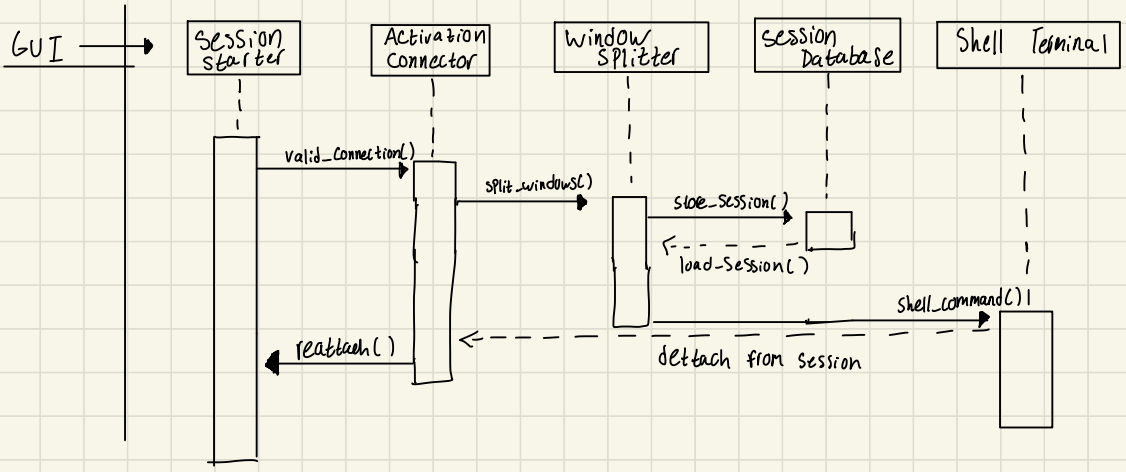 GUI
Session
Starter
Activation
Connector
Window
Splitter
Session
Database
Shell Terminal
valid_connection()
split_windows()
stoe_session()
load_session()
shell_command()
reattach()
dettach from session